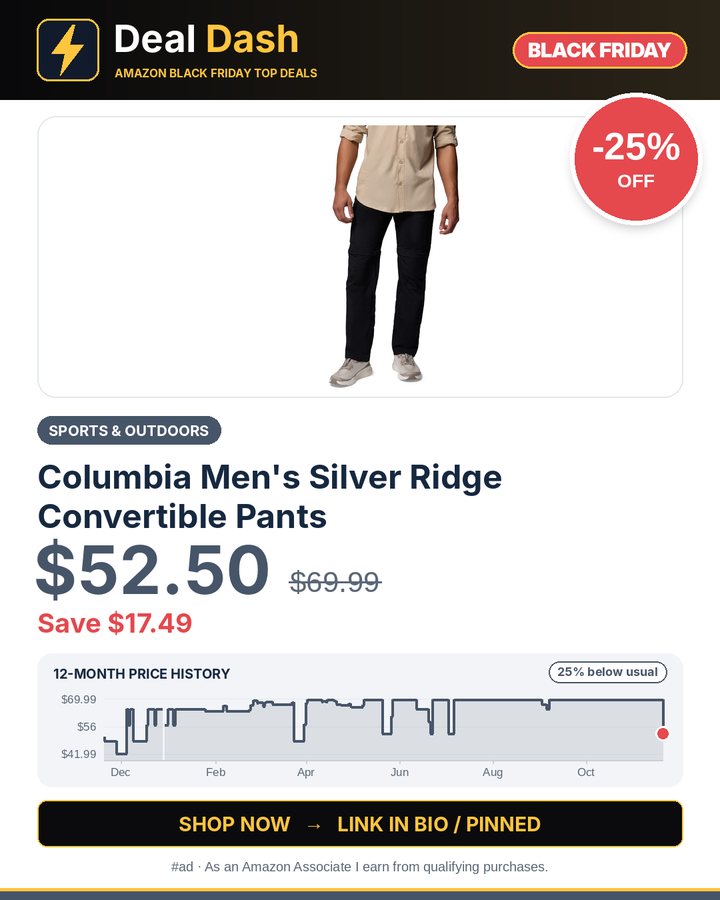 Deal Dash
AMAZON BLACK FRIDAY TOP DEALS
BLACK FRIDAY
-25%
OFF
SPORTS & OUTDOORS
Columbia Men's Silver Ridge
Convertible Pants
$52.50 $69.99
Save $17.49
12-MONTH PRICE HISTORY
25% below usual
$69.99
$56
$41.99
Dec Feb Apr Jun Aug Oct
SHOP NOW → LINK IN BIO / PINNED
#ad · As an Amazon Associate I earn from qualifying purchases.